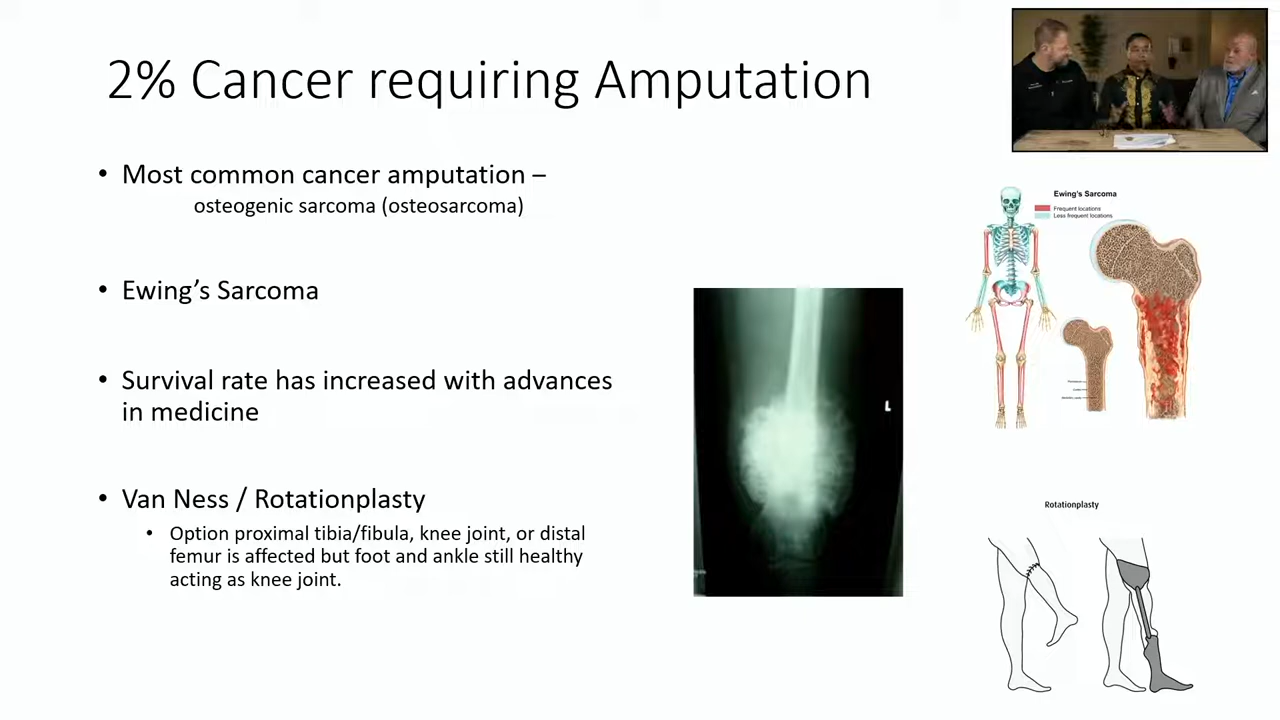 2% Cancer requiring Amputation
• Most common cancer amputation –
osteogenic sarcoma (osteosarcoma)
• Ewing’s Sarcoma
• Survival rate has increased with advances
in medicine
• Van Ness / Rotationplasty
• Option proximal tibia/fibula, knee joint, or distal
femur is affected but foot and ankle still healthy
acting as knee joint.
L
Ewing's Sarcoma
Frequent locations
Less frequent locations
Rotationplasty